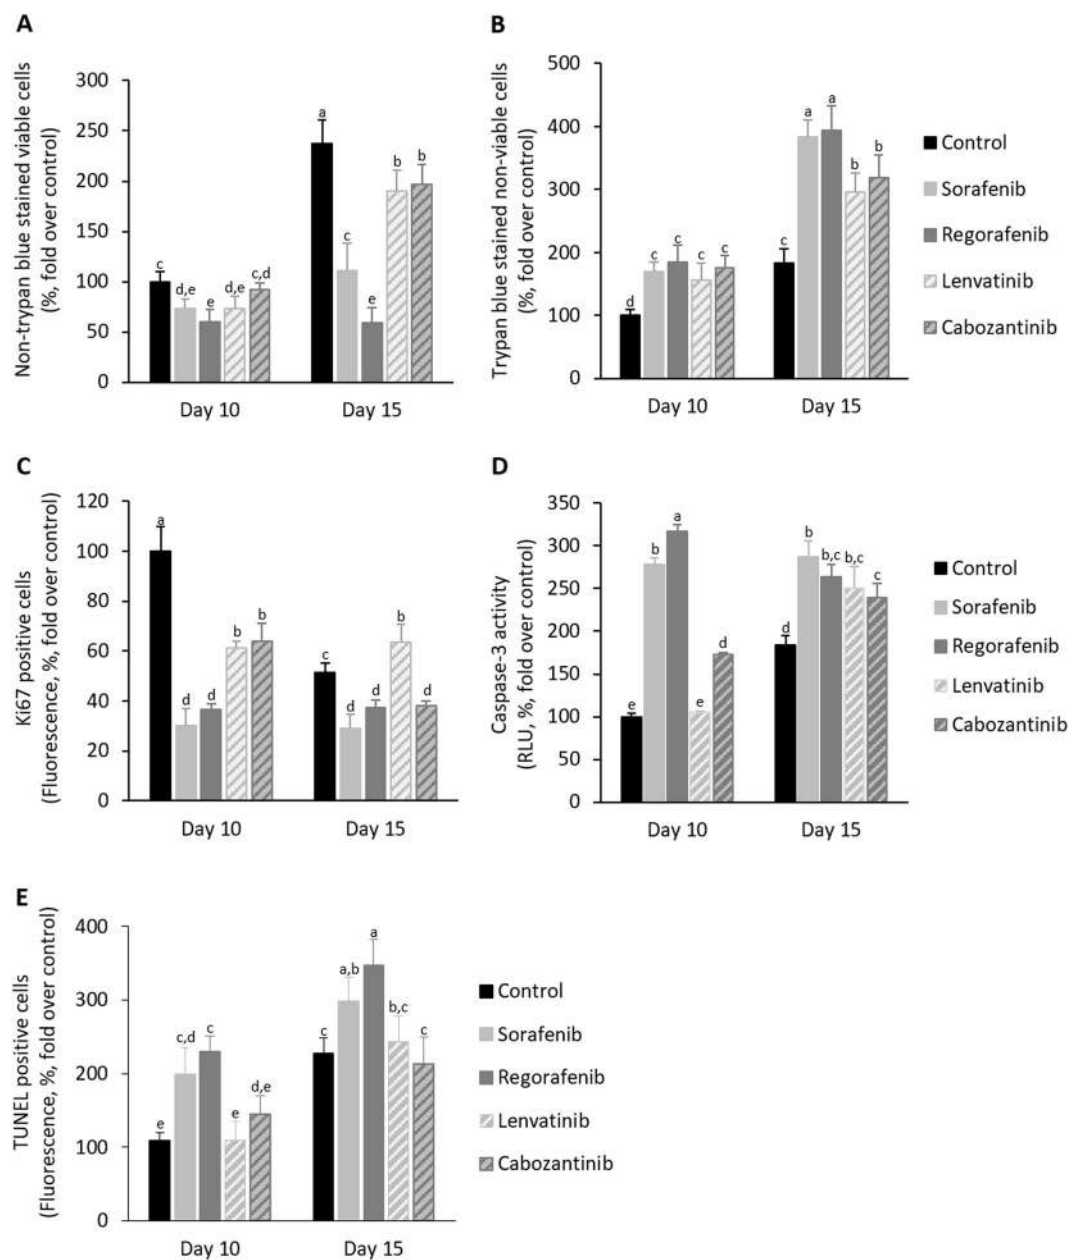 A
Non-trypan blue stained viable cells
(%, fold over control)
300
250
200
150
100
50
0
c
d,e
e
d,e
c,d
a
c
e
b
b
Day 10
Day 15
B
Trypan blue stained non-viable cells
(%, fold over control)
500
400
300
200
100
0
d
c
c
c
c
c
a
a
b
b
Day 10
Day 15
Control
Sorafenib
Regorafenib
Lenvatinib
Cabozantinib
C
Ki67 positive cells
(Fluorescence, %, fold over control)
120
100
80
60
40
20
0
a
d
d
b
b
c
d
d
b
d
Day 10
Day 15
D
Caspase-3 activity
(RLU, %, fold over control)
350
300
250
200
150
100
50
0
e
b
a
e
d
d
b
b,c
b,c
c
Day 10
Day 15
Control
Sorafenib
Regorafenib
Lenvatinib
Cabozantinib
E
TUNEL positive cells
(Fluorescence, %, fold over control)
400
300
200
100
0
e
c,d
c
e
d,e
c
a,b
a
b,c
c
Day 10
Day 15
Control
Sorafenib
Regorafenib
Lenvatinib
Cabozantinib